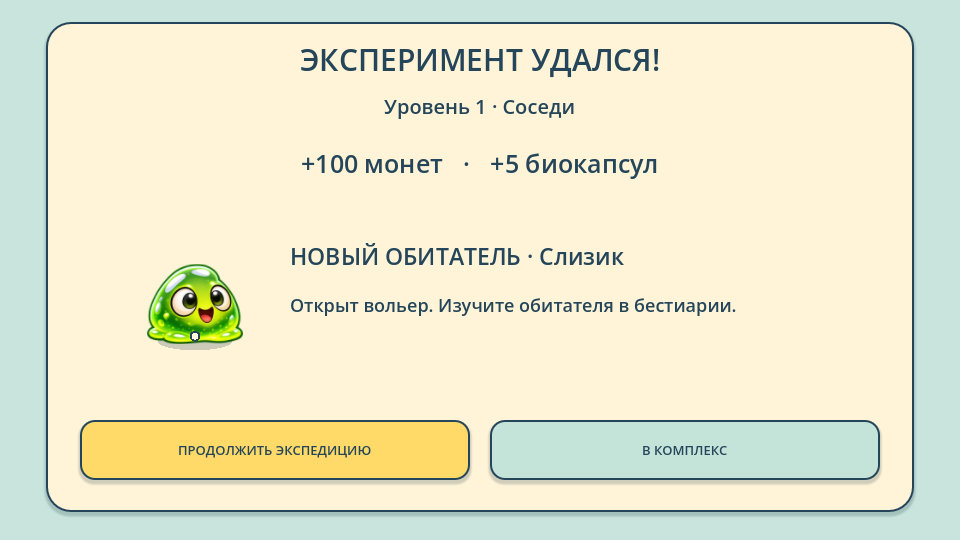 ЭКСПЕРИМЕНТ УДАЛСЯ!
Уровень 1 · Соседи
+100 монет · +5 биокапсул
НОВЫЙ ОБИТАТЕЛЬ · Слизик
Открыт вольер. Изучите обитателя в бестиарии.
ПРОДОЛЖИТЬ ЭКСПЕДИЦИЮ
В КОМПЛЕКС